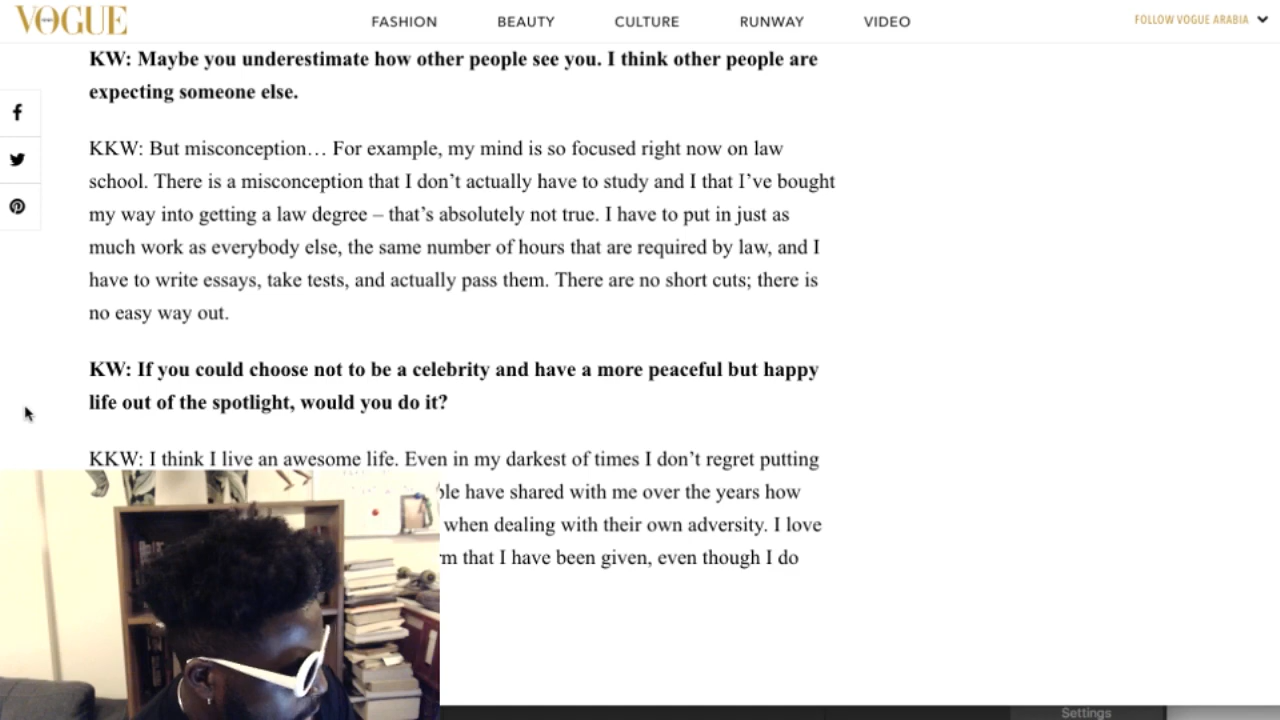 VOGUE
FASHION BEAUTY CULTURE RUNWAY VIDEO
FOLLOW VOGUE ARABIA
KW: Maybe you underestimate how other people see you. I think other people are
expecting someone else.
KKW: But misconception… For example, my mind is so focused right now on law
school. There is a misconception that I don’t actually have to study and I that I’ve bought
my way into getting a law degree – that’s absolutely not true. I have to put in just as
much work as everybody else, the same number of hours that are required by law, and I
have to write essays, take tests, and actually pass them. There are no short cuts; there is
no easy way out.
KW: If you could choose not to be a celebrity and have a more peaceful but happy
life out of the spotlight, would you do it?
KKW: I think I live an awesome life. Even in my darkest of times I don’t regret putting
have shared with me over the years how
when dealing with their own adversity. I love
that I have been given, even though I do
Settings